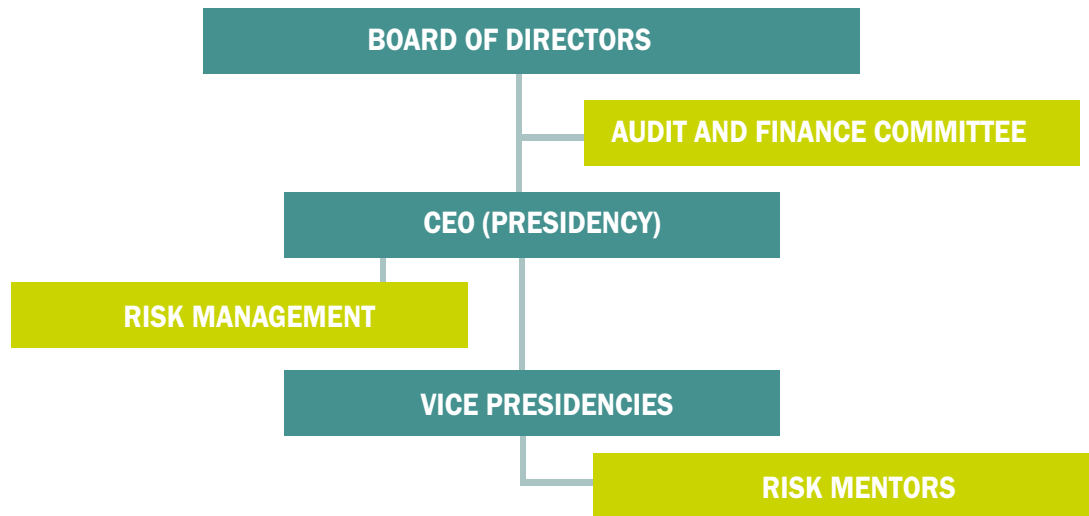 BOARD OF DIRECTORS
AUDIT AND FINANCE COMMITTEE
CEO (PRESIDENCY)
RISK MANAGEMENT
VICE PRESIDENCIES
RISK MENTORS